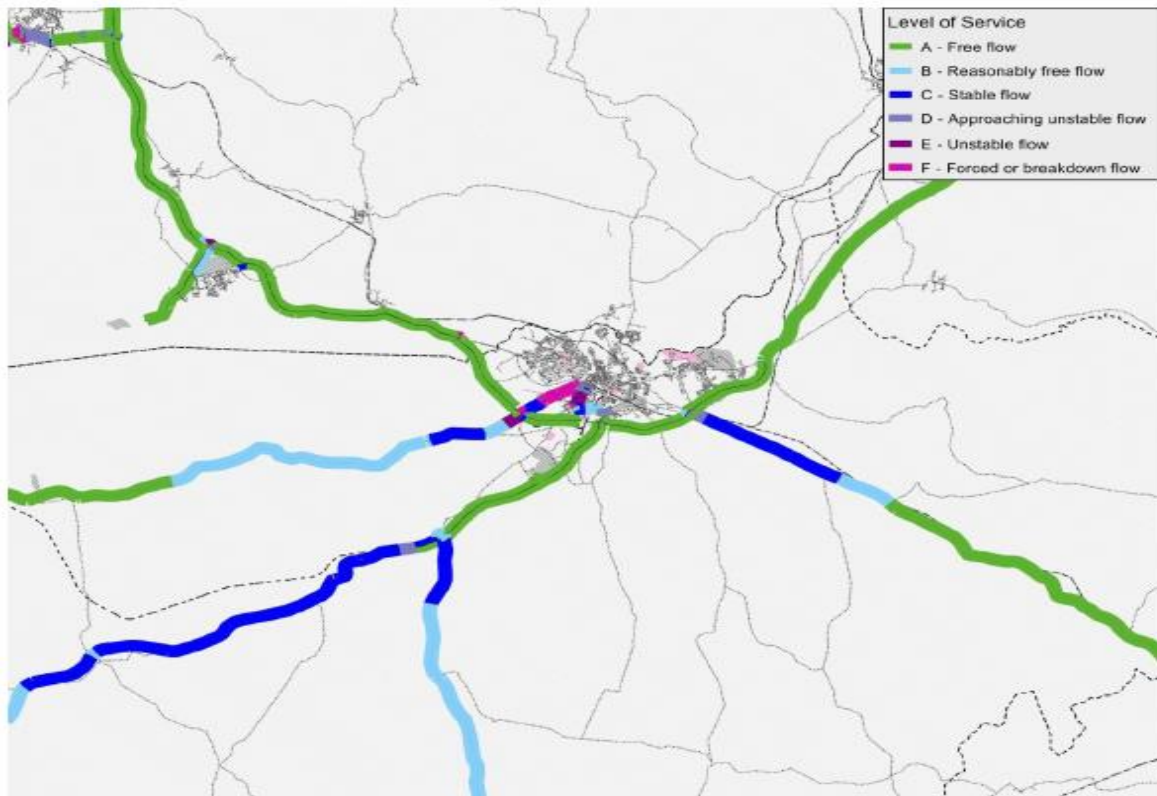 Level of Service
A - Free flow
B - Reasonably free flow
C - Stable flow
D - Approaching unstable flow
E - Unstable flow
F - Forced or breakdown flow